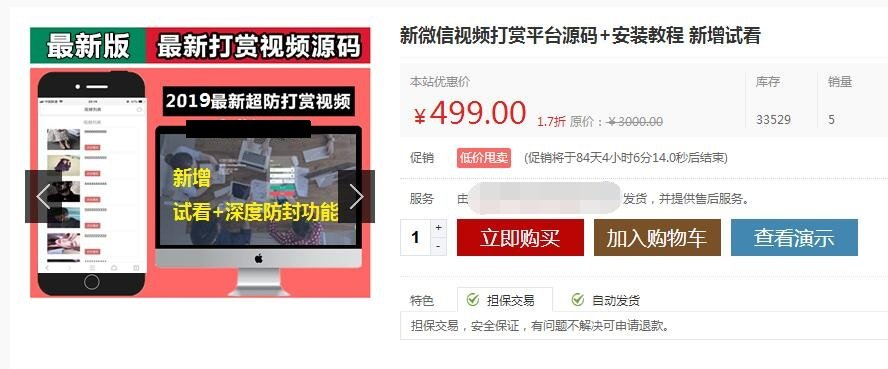 新微信视频打赏平台源码+安装教程 新增试看
最新版 最新打赏视频源码
2019最新超防打赏视频
新增
试看+深度防封功能
本站优惠价
¥499.00 1.7折 原价：¥3000.00
库存
33529
销量
5
促销 低价甩卖 (促销将于84天4小时6分14.0秒后结束)
服务 由 发货，并提供售后服务。
1 + -
立即购买 加入购物车 查看演示
特色 担保交易 自动发货
担保交易，安全保证，有问题不解决可申请退款。